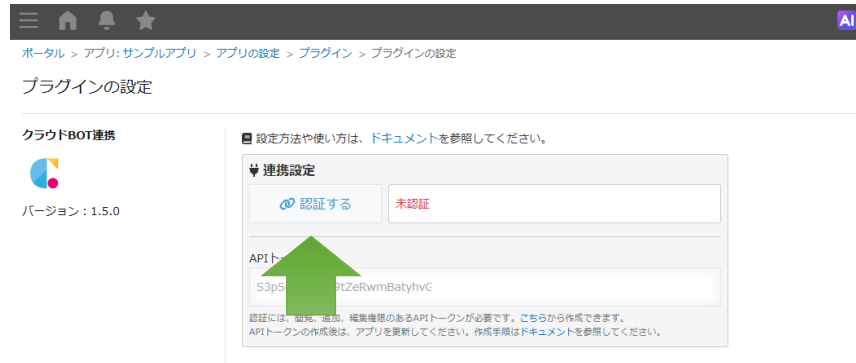 AI
ポータル > アプリ: サンプルアプリ > アプリの設定 > プラグイン > プラグインの設定
プラグインの設定
クラウドBOT連携
バージョン : 1.5.0
設定方法や使い方は、ドキュメントを参照してください。
連携設定
認証する
未認証
認証には、閲覧、追加、編集権限のあるAPIトークンが必要です。こちらから作成できます。
APIトークンの作成後は、アプリを更新してください。作成手順はドキュメントを参照してください。